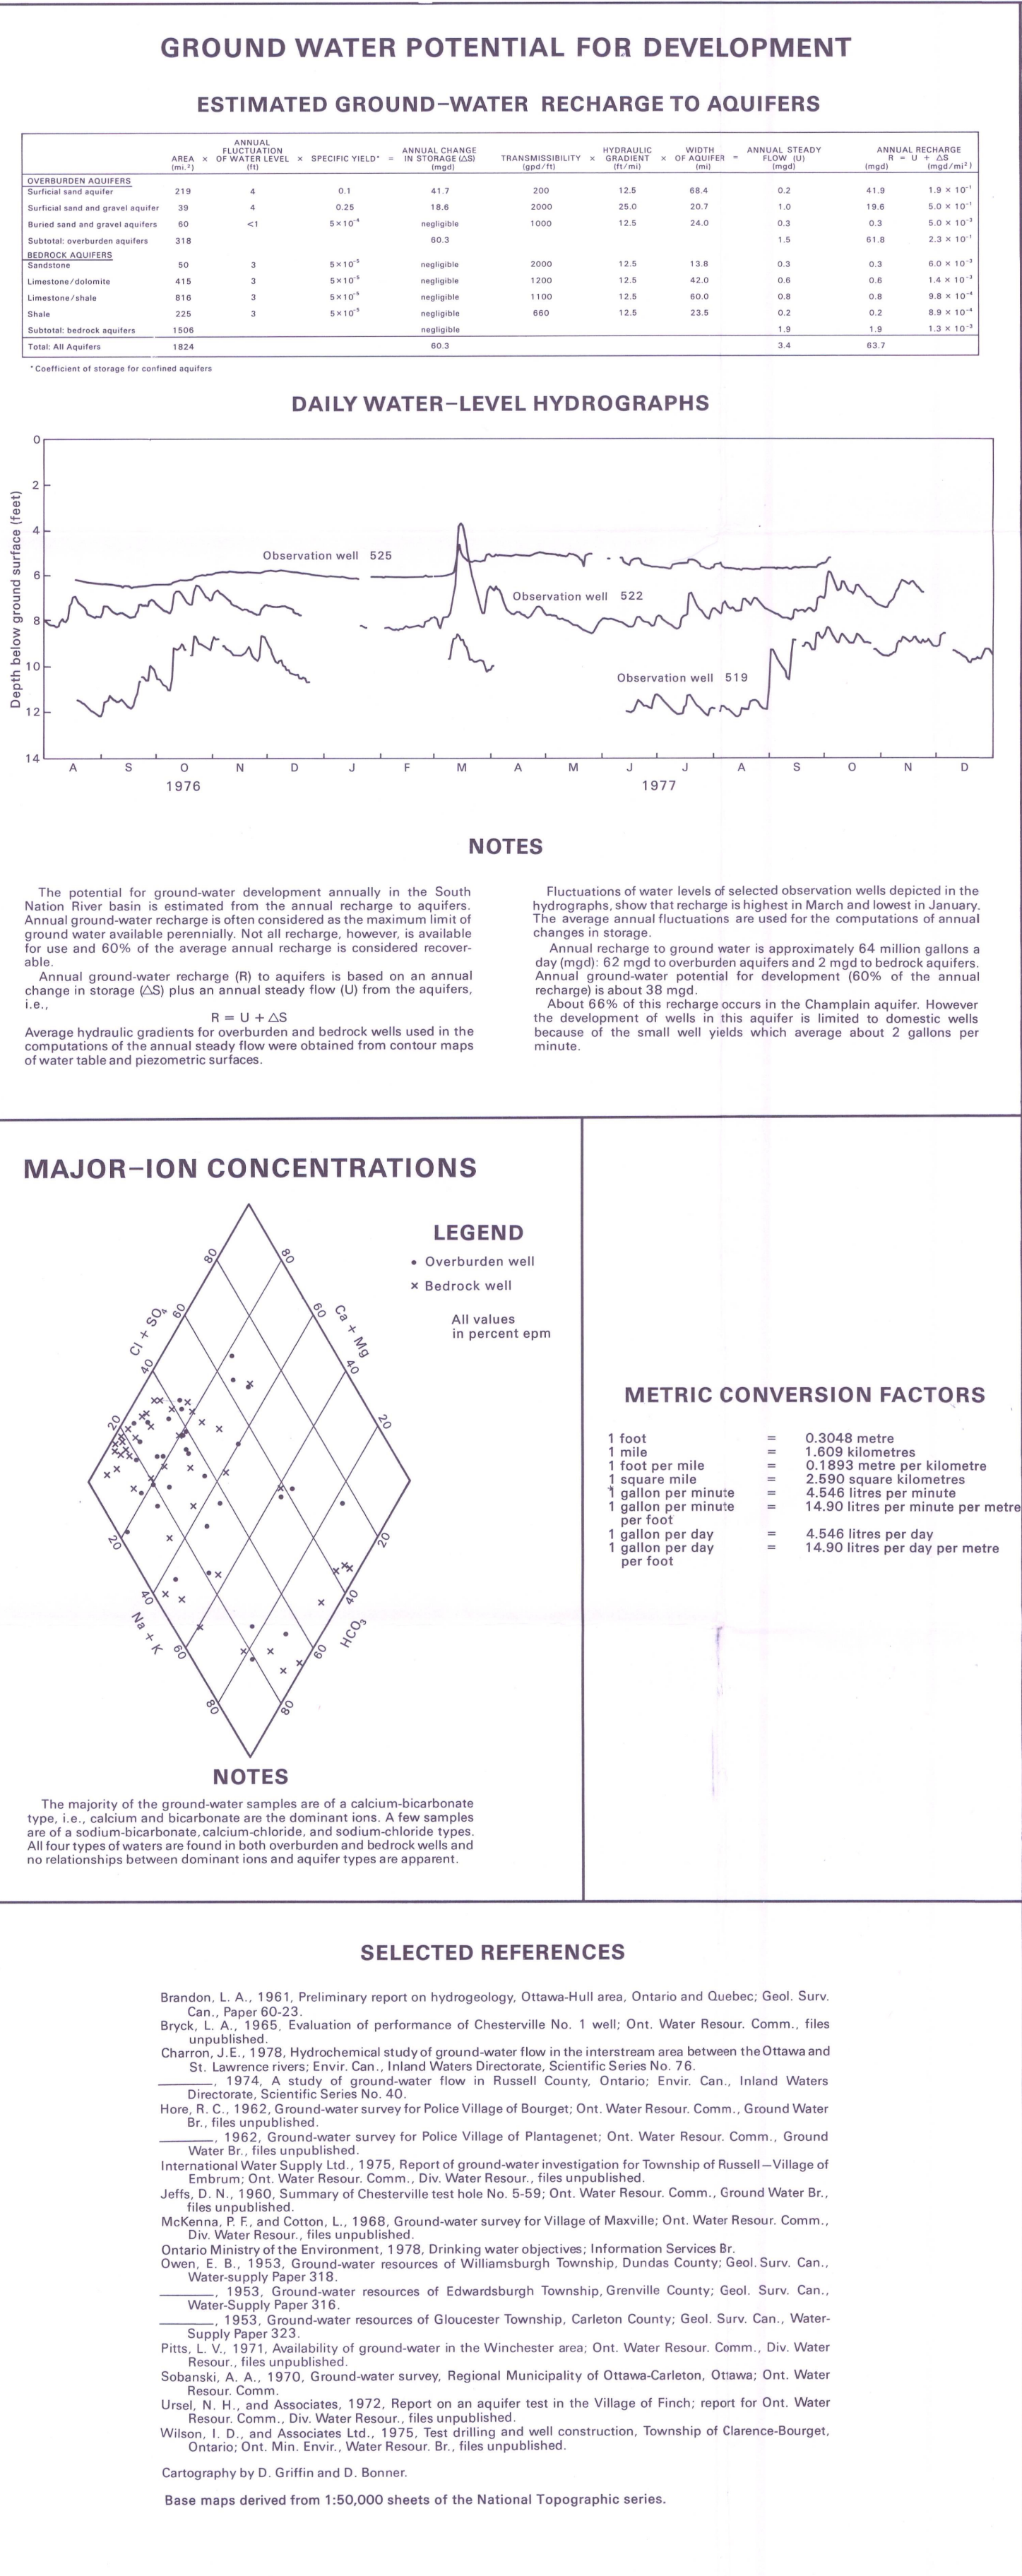 GROUND WATER POTENTIAL FOR DEVELOPMENT
ESTIMATED GROUND–WATER RECHARGE TO AQUIFERS
AREA (mi.²) × ANNUAL FLUCTUATION OF WATER LEVEL (ft) × SPECIFIC YIELD* = ANNUAL CHANGE IN STORAGE (△S) (mgd) TRANSMISSIBILITY (gpd/ft) × HYDRAULIC GRADIENT (ft/mi) × WIDTH OF AQUIFER (mi) = ANNUAL STEADY FLOW (U) (mgd) ANNUAL RECHARGE R = U + △S (mgd) (mgd/mi²)
OVERBURDEN AQUIFERS
Surficial sand aquifer 219 4 0.1 41.7 200 12.5 68.4 0.2 41.9 1.9 × 10⁻¹
Surficial sand and gravel aquifer 39 4 0.25 18.6 2000 25.0 20.7 1.0 19.6 5.0 × 10⁻¹
Buried sand and gravel aquifers 60 <1 5×10⁻⁴ negligible 1000 12.5 24.0 0.3 0.3 5.0 × 10⁻³
Subtotal: overburden aquifers 318 60.3 1.5 61.8 2.3 × 10⁻¹
BEDROCK AQUIFERS
Sandstone 50 3 5×10⁻⁵ negligible 2000 12.5 13.8 0.3 0.3 6.0 × 10⁻³
Limestone/dolomite 415 3 5×10⁻⁵ negligible 1200 12.5 42.0 0.6 0.6 1.4 × 10⁻³
Limestone/shale 816 3 5×10⁻⁵ negligible 1100 12.5 60.0 0.8 0.8 9.8 × 10⁻⁴
Shale 225 3 5×10⁻⁵ negligible 660 12.5 23.5 0.2 0.2 8.9 × 10⁻⁴
Subtotal: bedrock aquifers 1506 negligible 1.9 1.9 1.3 × 10⁻³
Total: All Aquifers 1824 60.3 3.4 63.7
*Coefficient of storage for confined aquifers
DAILY WATER–LEVEL HYDROGRAPHS
Depth below ground surface (feet)
0
2
4
6
8
10
12
14
Observation well 525
Observation well 522
Observation well 519
A S O N D J F M A M J J A S O N D
1976 1977
NOTES
The potential for ground-water development annually in the South
Nation River basin is estimated from the annual recharge to aquifers.
Annual ground-water recharge is often considered as the maximum limit of
ground water available perennially. Not all recharge, however, is available
for use and 60% of the average annual recharge is considered recover-
able.
Annual ground-water recharge (R) to aquifers is based on an annual
change in storage (△S) plus an annual steady flow (U) from the aquifers,
i.e.,
R = U + △S
Average hydraulic gradients for overburden and bedrock wells used in the
computations of the annual steady flow were obtained from contour maps
of water table and piezometric surfaces.
Fluctuations of water levels of selected observation wells depicted in the
hydrographs, show that recharge is highest in March and lowest in January.
The average annual fluctuations are used for the computations of annual
changes in storage.
Annual recharge to ground water is approximately 64 million gallons a
day (mgd): 62 mgd to overburden aquifers and 2 mgd to bedrock aquifers.
Annual ground-water potential for development (60% of the annual
recharge) is about 38 mgd.
About 66% of this recharge occurs in the Champlain aquifer. However
the development of wells in this aquifer is limited to domestic wells
because of the small well yields which average about 2 gallons per
minute.
MAJOR–ION CONCENTRATIONS
LEGEND
• Overburden well
× Bedrock well
All values
in percent epm
80 80
60 60
Cl + SO₄ Ca + Mg
40 40
20 20
20 20
40 40
Na + K HCO₃
60 60
80 80
NOTES
The majority of the ground-water samples are of a calcium-bicarbonate
type, i.e., calcium and bicarbonate are the dominant ions. A few samples
are of a sodium-bicarbonate, calcium-chloride, and sodium-chloride types.
All four types of waters are found in both overburden and bedrock wells and
no relationships between dominant ions and aquifer types are apparent.
METRIC CONVERSION FACTORS
1 foot = 0.3048 metre
1 mile = 1.609 kilometres
1 foot per mile = 0.1893 metre per kilometre
1 square mile = 2.590 square kilometres
1 gallon per minute = 4.546 litres per minute
1 gallon per minute = 14.90 litres per minute per metre
per foot
1 gallon per day = 4.546 litres per day
1 gallon per day = 14.90 litres per day per metre
per foot
SELECTED REFERENCES
Brandon, L. A., 1961, Preliminary report on hydrogeology, Ottawa-Hull area, Ontario and Quebec; Geol. Surv.
Can., Paper 60-23.
Bryck, L. A., 1965, Evaluation of performance of Chesterville No. 1 well; Ont. Water Resour. Comm., files
unpublished.
Charron, J.E., 1978, Hydrochemical study of ground-water flow in the interstream area between the Ottawa and
St. Lawrence rivers; Envir. Can., Inland Waters Directorate, Scientific Series No. 76.
________, 1974, A study of ground-water flow in Russell County, Ontario; Envir. Can., Inland Waters
Directorate, Scientific Series No. 40.
Hore, R. C., 1962, Ground-water survey for Police Village of Bourget; Ont. Water Resour. Comm., Ground Water
Br., files unpublished.
________, 1962, Ground-water survey for Police Village of Plantagenet; Ont. Water Resour. Comm., Ground
Water Br., files unpublished.
International Water Supply Ltd., 1975, Report of ground-water investigation for Township of Russell—Village of
Embrum; Ont. Water Resour. Comm., Div. Water Resour., files unpublished.
Jeffs, D. N., 1960, Summary of Chesterville test hole No. 5-59; Ont. Water Resour. Comm., Ground Water Br.,
files unpublished.
McKenna, P. F., and Cotton, L., 1968, Ground-water survey for Village of Maxville; Ont. Water Resour. Comm.,
Div. Water Resour., files unpublished.
Ontario Ministry of the Environment, 1978, Drinking water objectives; Information Services Br.
Owen, E. B., 1953, Ground-water resources of Williamsburgh Township, Dundas County; Geol. Surv. Can.,
Water-supply Paper 318.
________, 1953, Ground-water resources of Edwardsburgh Township, Grenville County; Geol. Surv. Can.,
Water-Supply Paper 316.
________, 1953, Ground-water resources of Gloucester Township, Carleton County; Geol. Surv. Can., Water-
Supply Paper 323.
Pitts, L. V., 1971, Availability of ground-water in the Winchester area; Ont. Water Resour. Comm., Div. Water
Resour., files unpublished.
Sobanski, A. A., 1970, Ground-water survey, Regional Municipality of Ottawa-Carleton, Ottawa; Ont. Water
Resour. Comm.
Ursel, N. H., and Associates, 1972, Report on an aquifer test in the Village of Finch; report for Ont. Water
Resour. Comm., Div. Water Resour., files unpublished.
Wilson, I. D., and Associates Ltd., 1975, Test drilling and well construction, Township of Clarence-Bourget,
Ontario; Ont. Min. Envir., Water Resour. Br., files unpublished.
Cartography by D. Griffin and D. Bonner.
Base maps derived from 1:50,000 sheets of the National Topographic series.